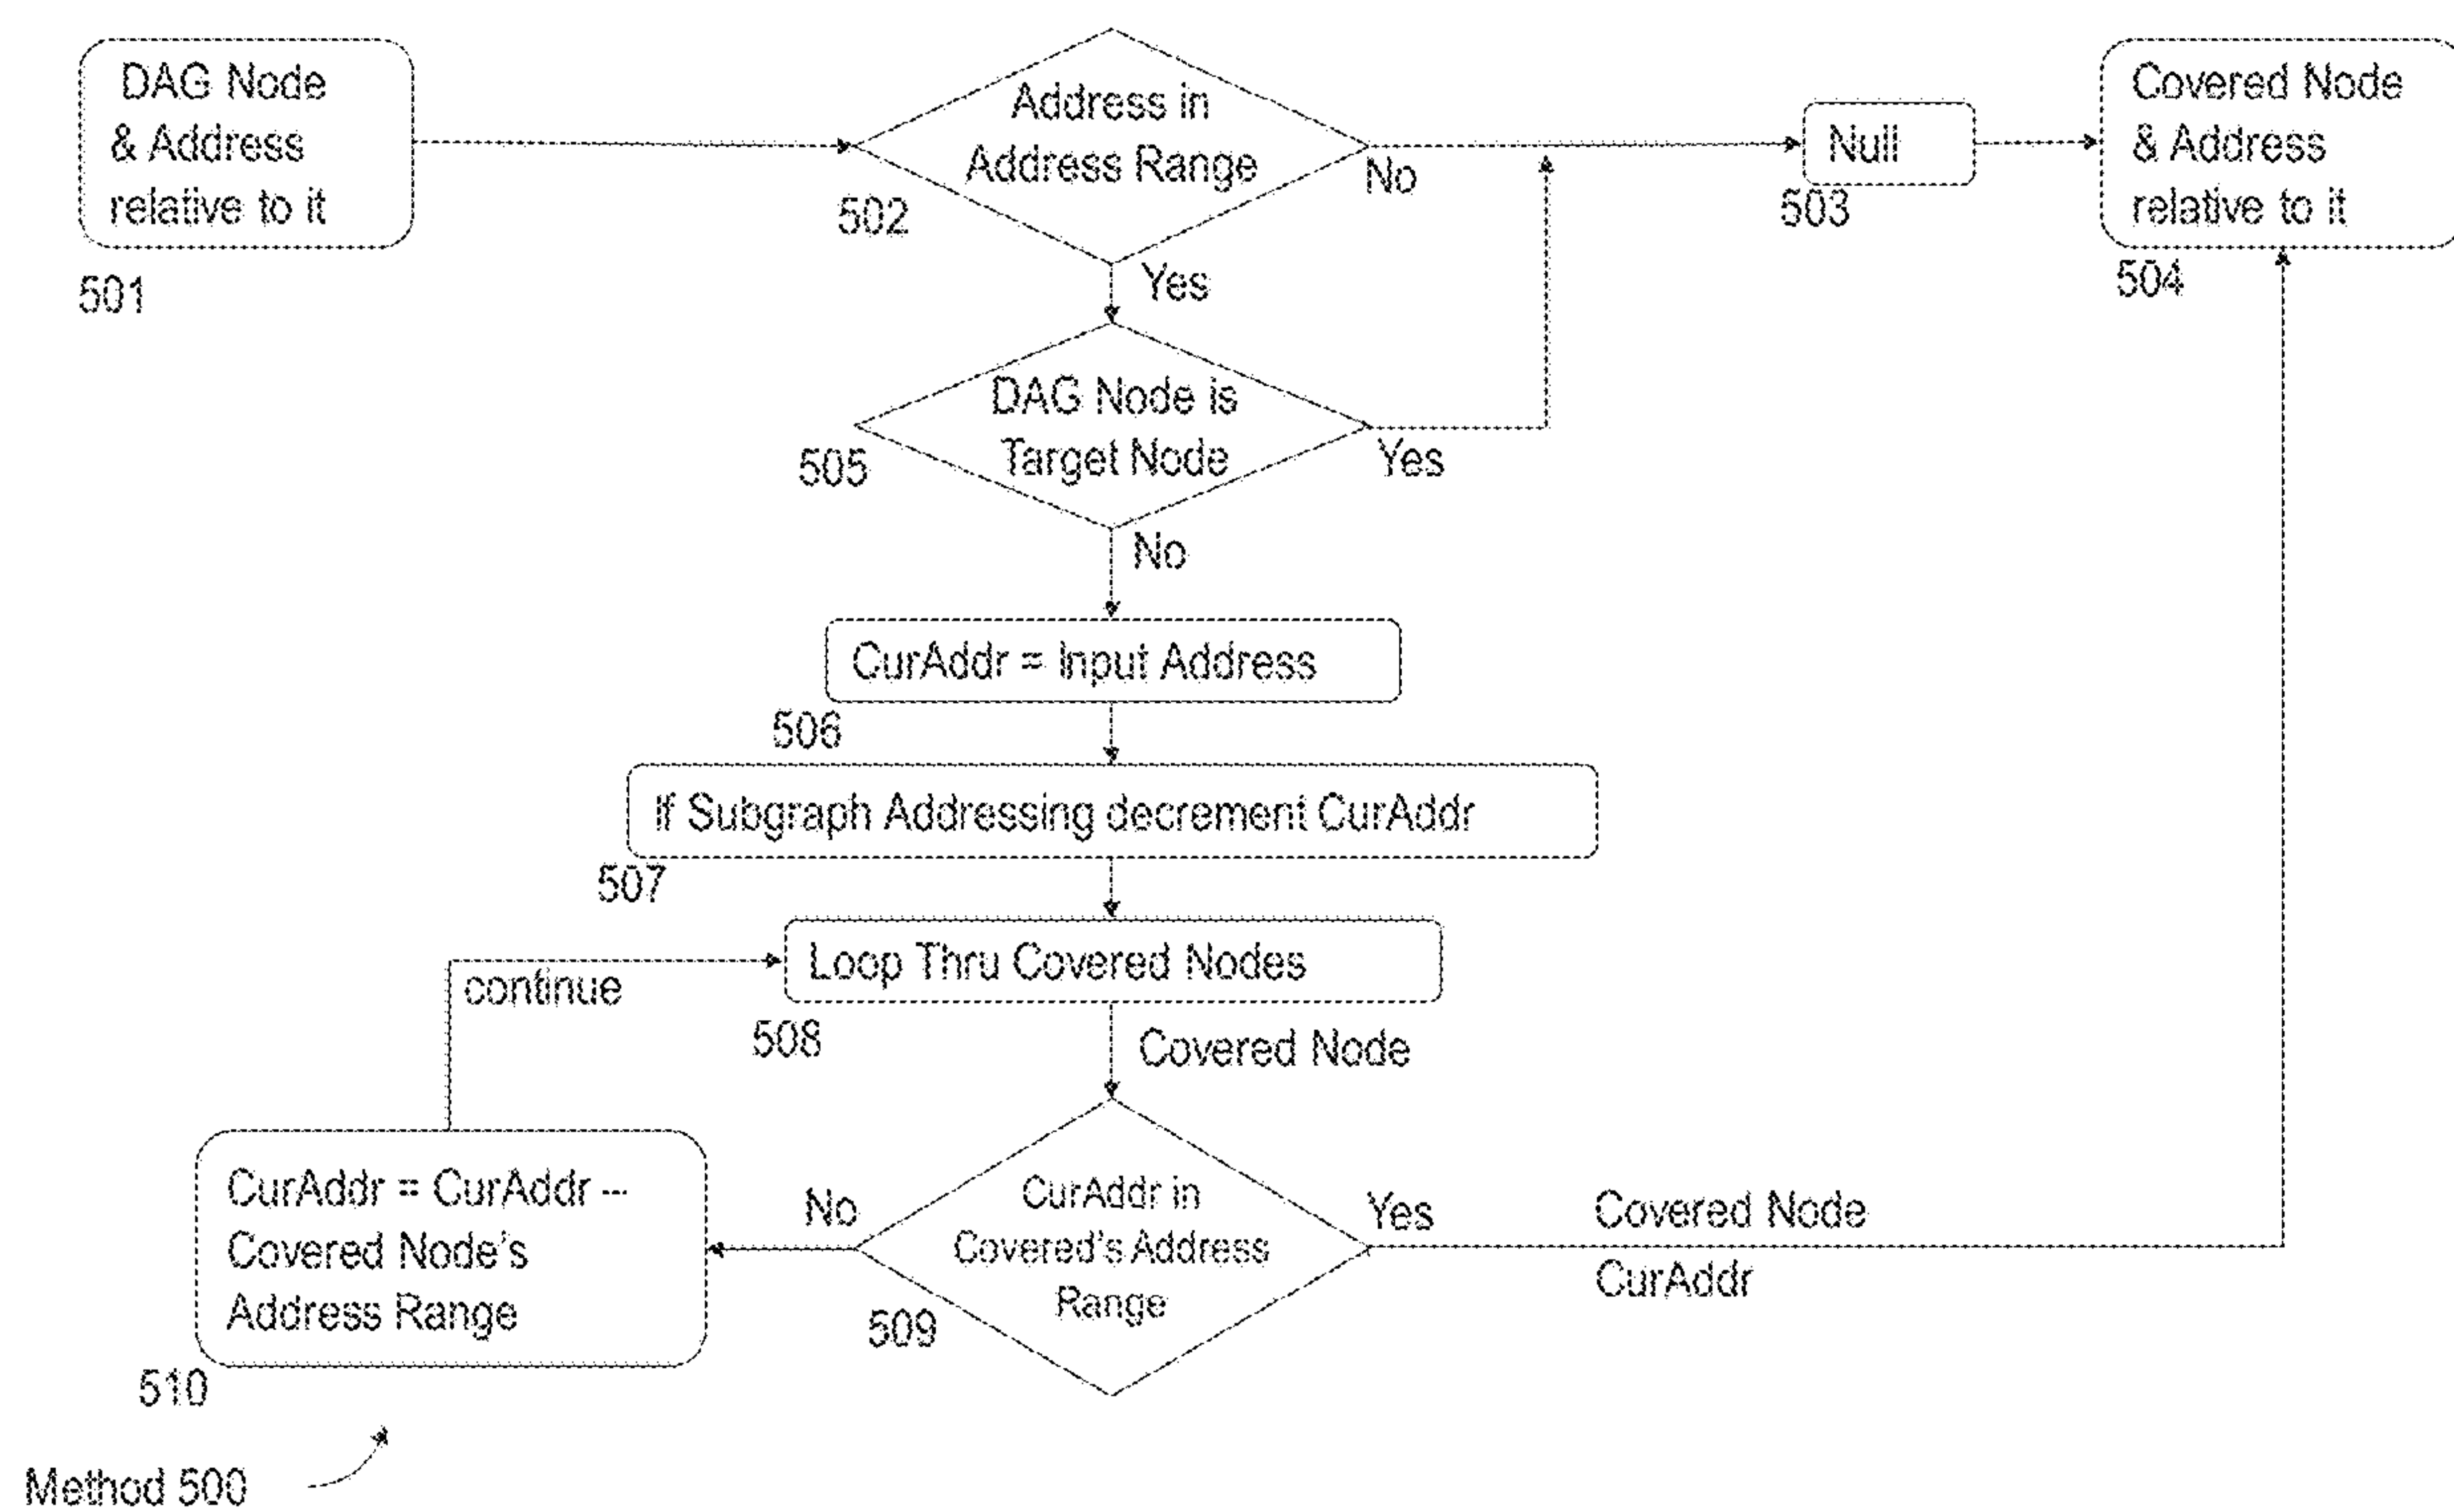 DAG Node
& Address
relative to it
501
Address in
Address Range
502
No
Yes
Null
503
Covered Node
& Address
relative to it
504
DAG Node is
Target Node
505
Yes
No
CurAddr = Input Address
506
If Subgraph Addressing decrement CurAddr
507
Loop Thru Covered Nodes
508
continue
Covered Node
CurAddr in
Covered's Address
Range
509
No
Yes
Covered Node
CurAddr
CurAddr = CurAddr --
Covered Node's
Address Range
510
Method 500